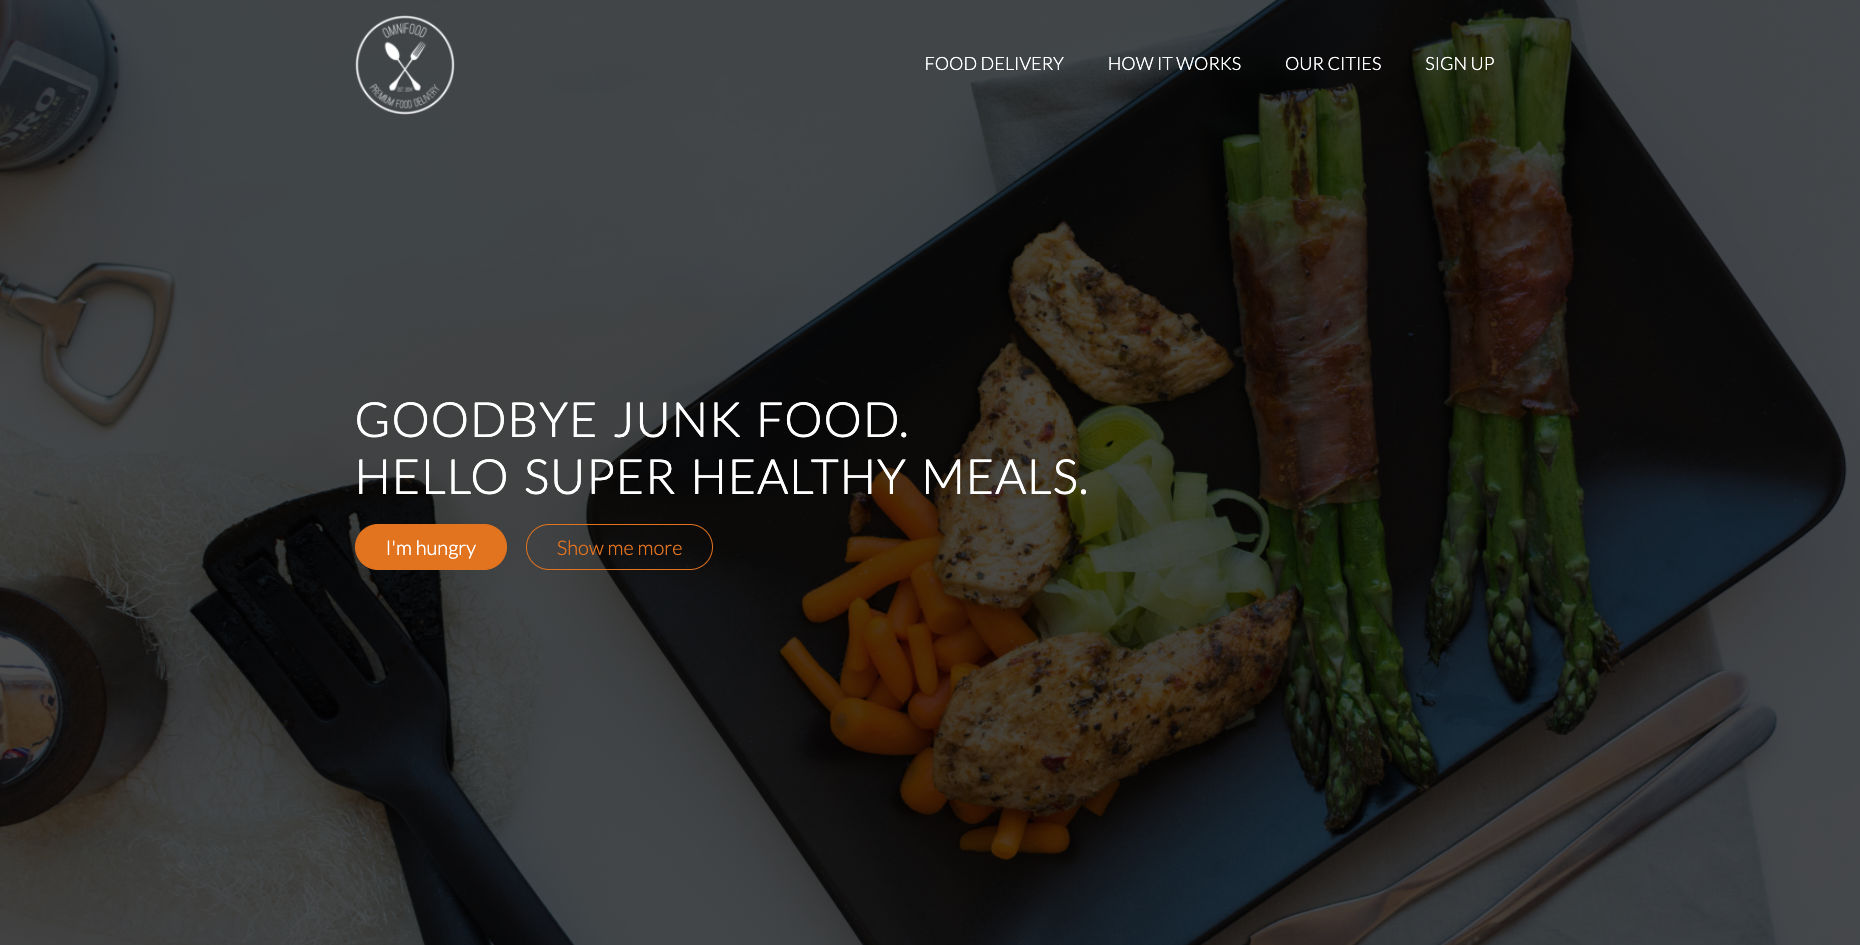 OMNIFOOD
PREMIUM FOOD DELIVERY
FOOD DELIVERY
HOW IT WORKS
OUR CITIES
SIGN UP
GOODBYE JUNK FOOD.
HELLO SUPER HEALTHY MEALS.
I'm hungry
Show me more